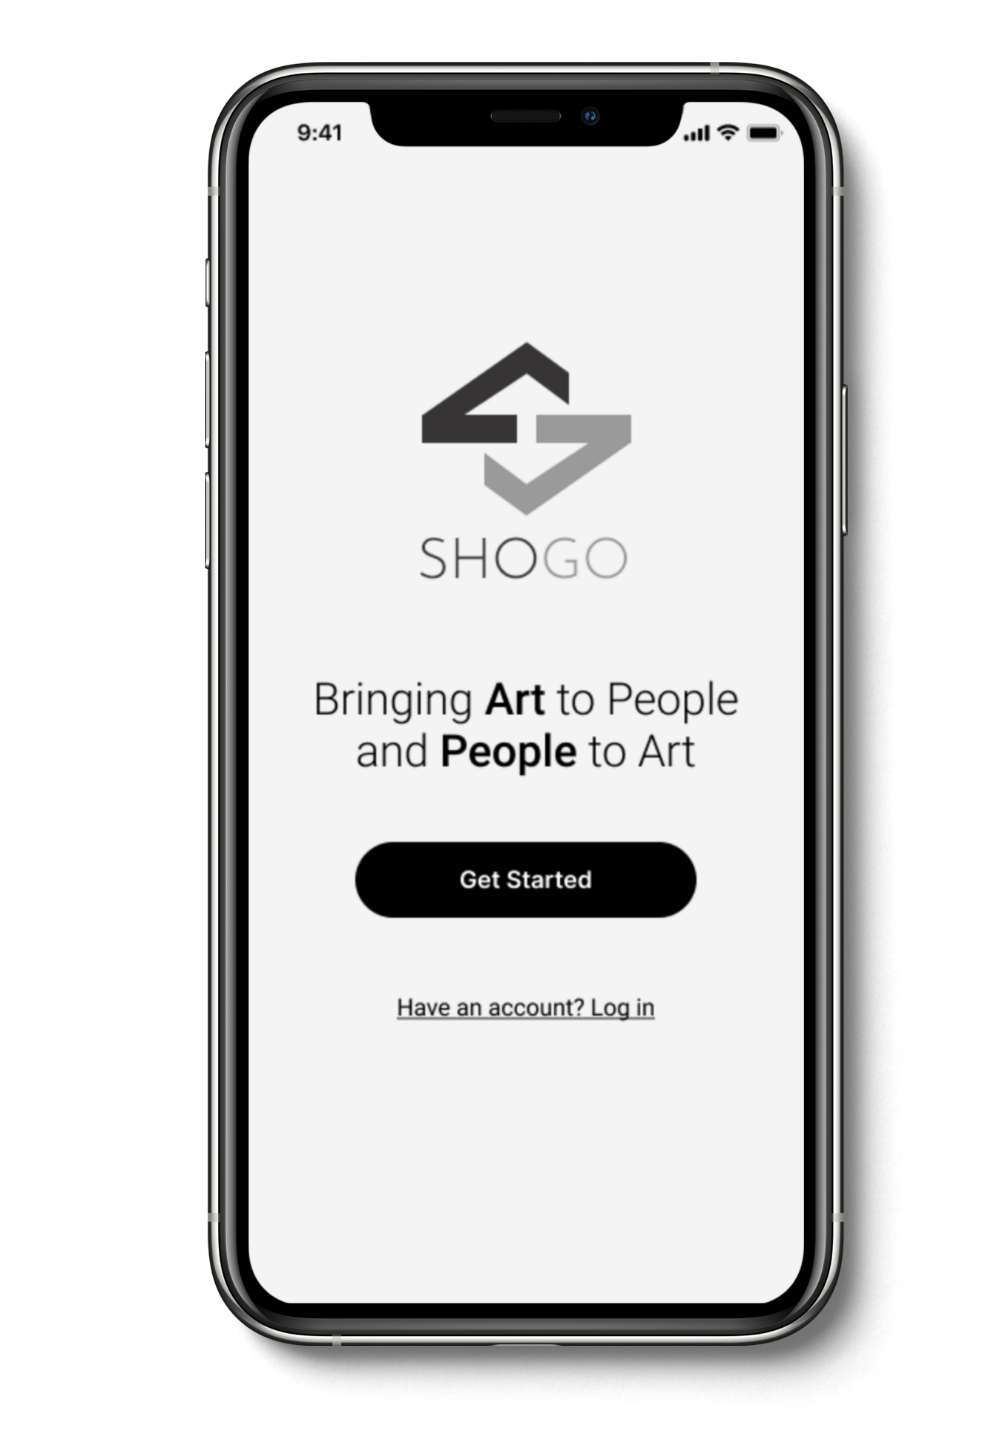 9:41
SHOGO
Bringing Art to People
and People to Art
Get Started
Have an account? Log in